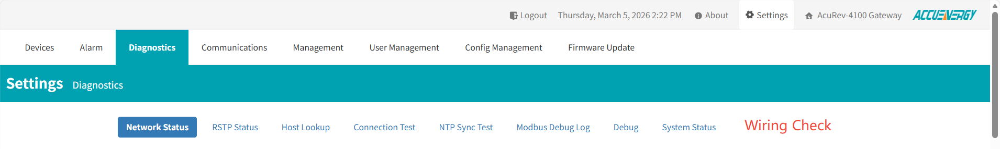 Logout Thursday, March 5, 2026 2:22 PM About Settings AcuRev-4100 Gateway ACCUENERGY
Devices Alarm Diagnostics Communications Management User Management Config Management Firmware Update
Settings Diagnostics
Network Status RSTP Status Host Lookup Connection Test NTP Sync Test Modbus Debug Log Debug System Status Wiring Check